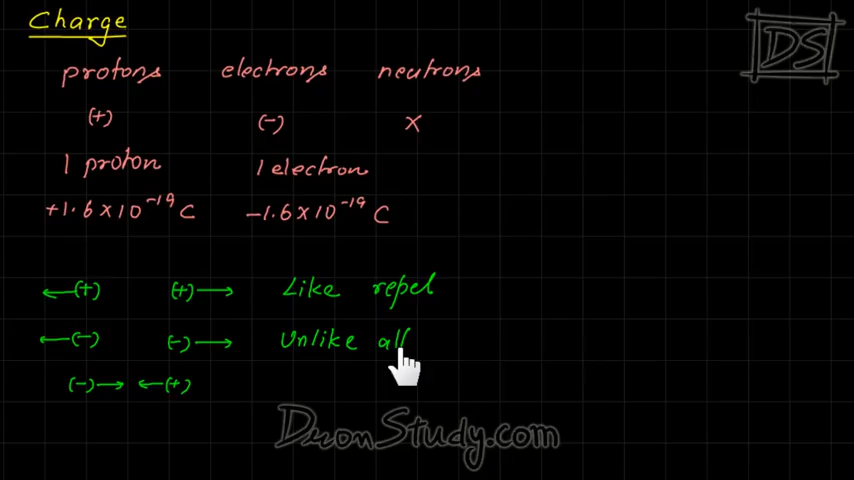 Charge
DS
protons electrons neutrons
(+) (-) X
1 proton 1 electron
+1.6×10⁻¹⁹ C -1.6×10⁻¹⁹ C
←(+) (+)→ Like repel
←(-) (-)→ Unlike
(-)→ ←(+)
DronStudy.com